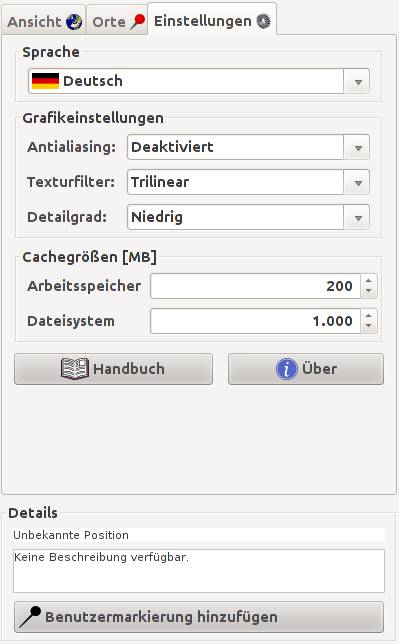 Ansicht Orte Einstellungen
Sprache
Deutsch
Grafikeinstellungen
Antialiasing: Deaktiviert
Texturfilter: Trilinear
Detailgrad: Niedrig
Cachegrößen [MB]
Arbeitsspeicher 200
Dateisystem 1.000
Handbuch Über
Details
Unbekannte Position
Keine Beschreibung verfügbar.
Benutzermarkierung hinzufügen